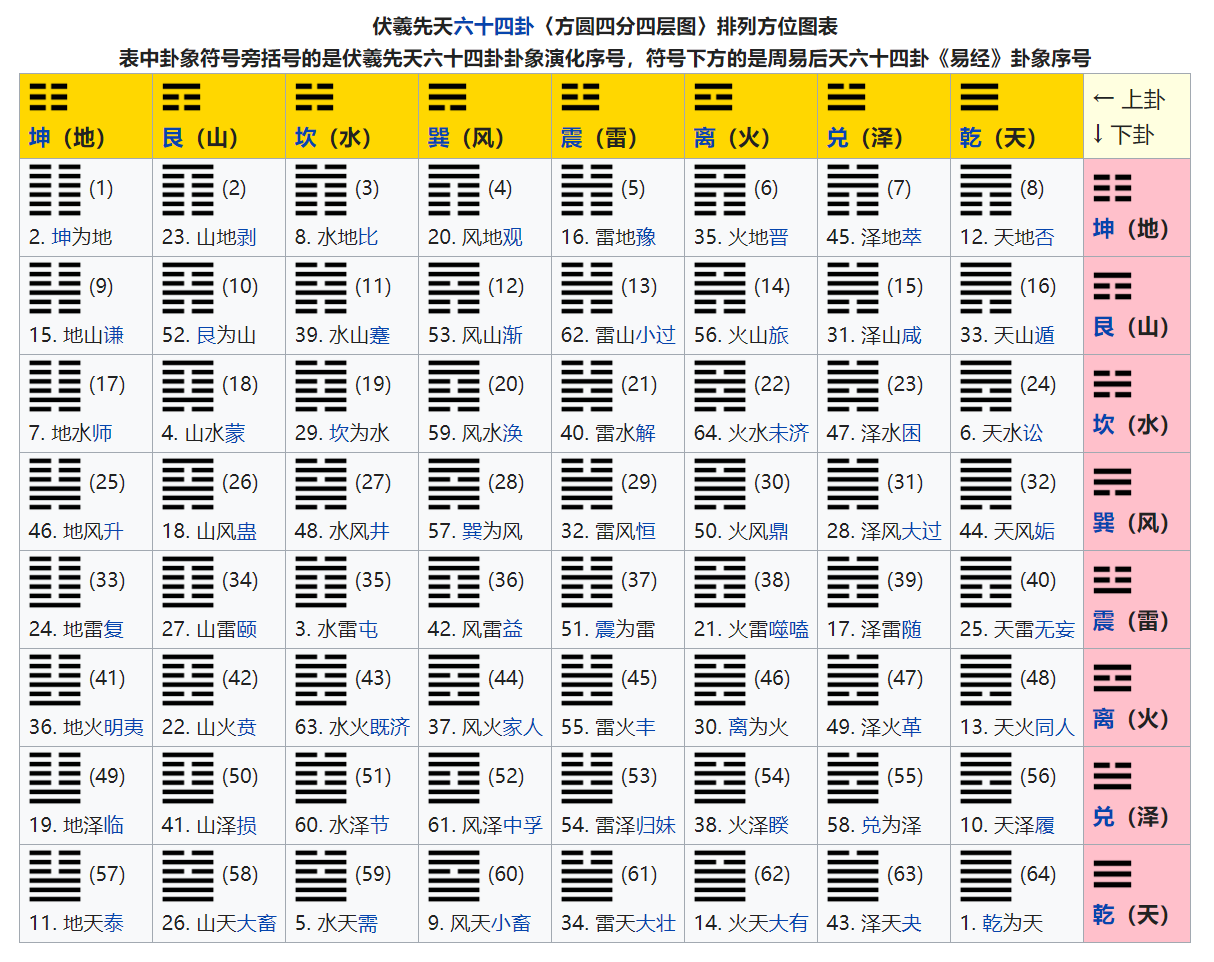 伏羲先天六十四卦〈方圆四分四层图〉排列方位图表
表中卦象符号旁括号的是伏羲先天六十四卦卦象演化序号，符号下方的是周易后天六十四卦《易经》卦象序号
坤（地） 艮（山） 坎（水） 巽（风） 震（雷） 离（火） 兑（泽） 乾（天） ← 上卦
↓ 下卦
(1) (2) (3) (4) (5) (6) (7) (8)
2. 坤为地 23. 山地剥 8. 水地比 20. 风地观 16. 雷地豫 35. 火地晋 45. 泽地萃 12. 天地否 坤（地）
(9) (10) (11) (12) (13) (14) (15) (16)
15. 地山谦 52. 艮为山 39. 水山蹇 53. 风山渐 62. 雷山小过 56. 火山旅 31. 泽山咸 33. 天山遁 艮（山）
(17) (18) (19) (20) (21) (22) (23) (24)
7. 地水师 4. 山水蒙 29. 坎为水 59. 风水涣 40. 雷水解 64. 火水未济 47. 泽水困 6. 天水讼 坎（水）
(25) (26) (27) (28) (29) (30) (31) (32)
46. 地风升 18. 山风蛊 48. 水风井 57. 巽为风 32. 雷风恒 50. 火风鼎 28. 泽风大过 44. 天风姤 巽（风）
(33) (34) (35) (36) (37) (38) (39) (40)
24. 地雷复 27. 山雷颐 3. 水雷屯 42. 风雷益 51. 震为雷 21. 火雷噬嗑 17. 泽雷随 25. 天雷无妄 震（雷）
(41) (42) (43) (44) (45) (46) (47) (48)
36. 地火明夷 22. 山火贲 63. 水火既济 37. 风火家人 55. 雷火丰 30. 离为火 49. 泽火革 13. 天火同人 离（火）
(49) (50) (51) (52) (53) (54) (55) (56)
19. 地泽临 41. 山泽损 60. 水泽节 61. 风泽中孚 54. 雷泽归妹 38. 火泽睽 58. 兑为泽 10. 天泽履 兑（泽）
(57) (58) (59) (60) (61) (62) (63) (64)
11. 地天泰 26. 山天大畜 5. 水天需 9. 风天小畜 34. 雷天大壮 14. 火天大有 43. 泽天夬 1. 乾为天 乾（天）